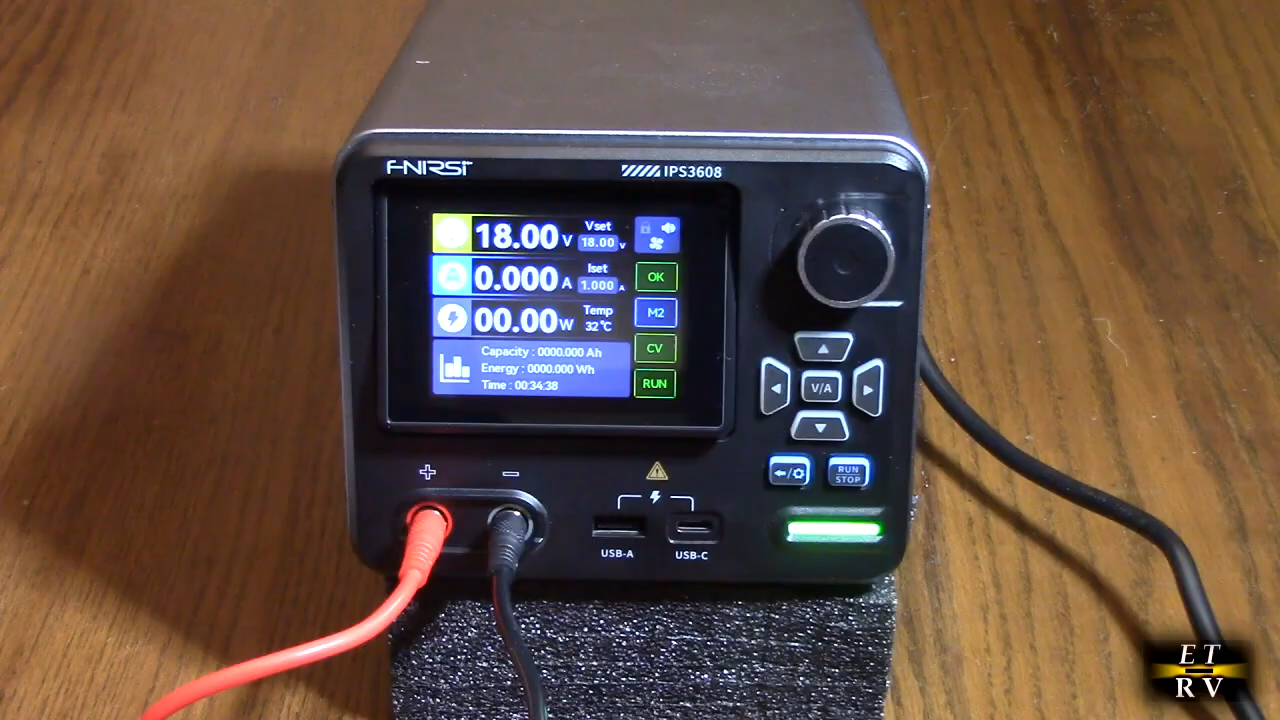 FNIRSI
IPS3608
18.00 V
Vset
18.00 V
0.000 A
Iset
1.000 A
00.00 W
Temp
32 °C
Capacity : 0000.000 Ah
Energy : 0000.000 Wh
Time : 00:34:38
OK
M2
CV
RUN
V/A
RUN
STOP
+
−
USB-A
USB-C
ET
RV